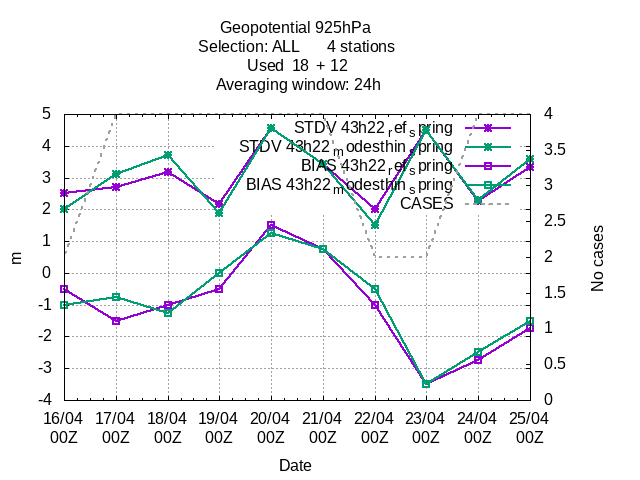 Geopotential 925hPa
Selection: ALL 4 stations
Used 18 + 12
Averaging window: 24h
STDV 43h22_ref_spring
STDV 43h22_modesthin_spring
BIAS 43h22_ref_spring
BIAS 43h22_modesthin_spring
CASES
5
4
3
2
1
0
-1
-2
-3
-4
m
4
3.5
3
2.5
2
1.5
1
0.5
0
No cases
16/04 17/04 18/04 19/04 20/04 21/04 22/04 23/04 24/04 25/04
00Z 00Z 00Z 00Z 00Z 00Z 00Z 00Z 00Z 00Z
Date